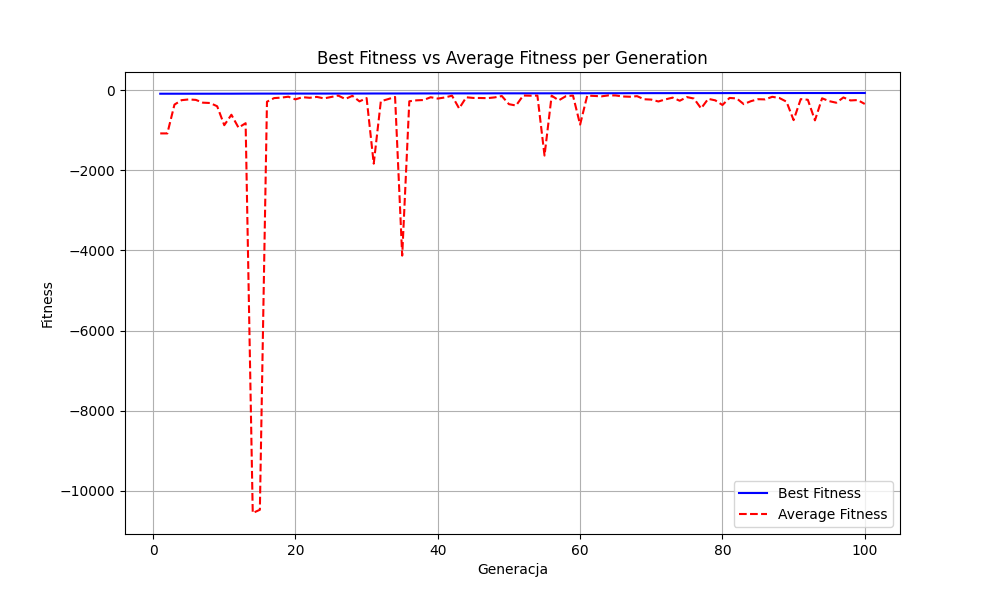 Best Fitness vs Average Fitness per Generation
Fitness
0
−2000
−4000
−6000
−8000
−10000
0 20 40 60 80 100
Generacja
Best Fitness
Average Fitness